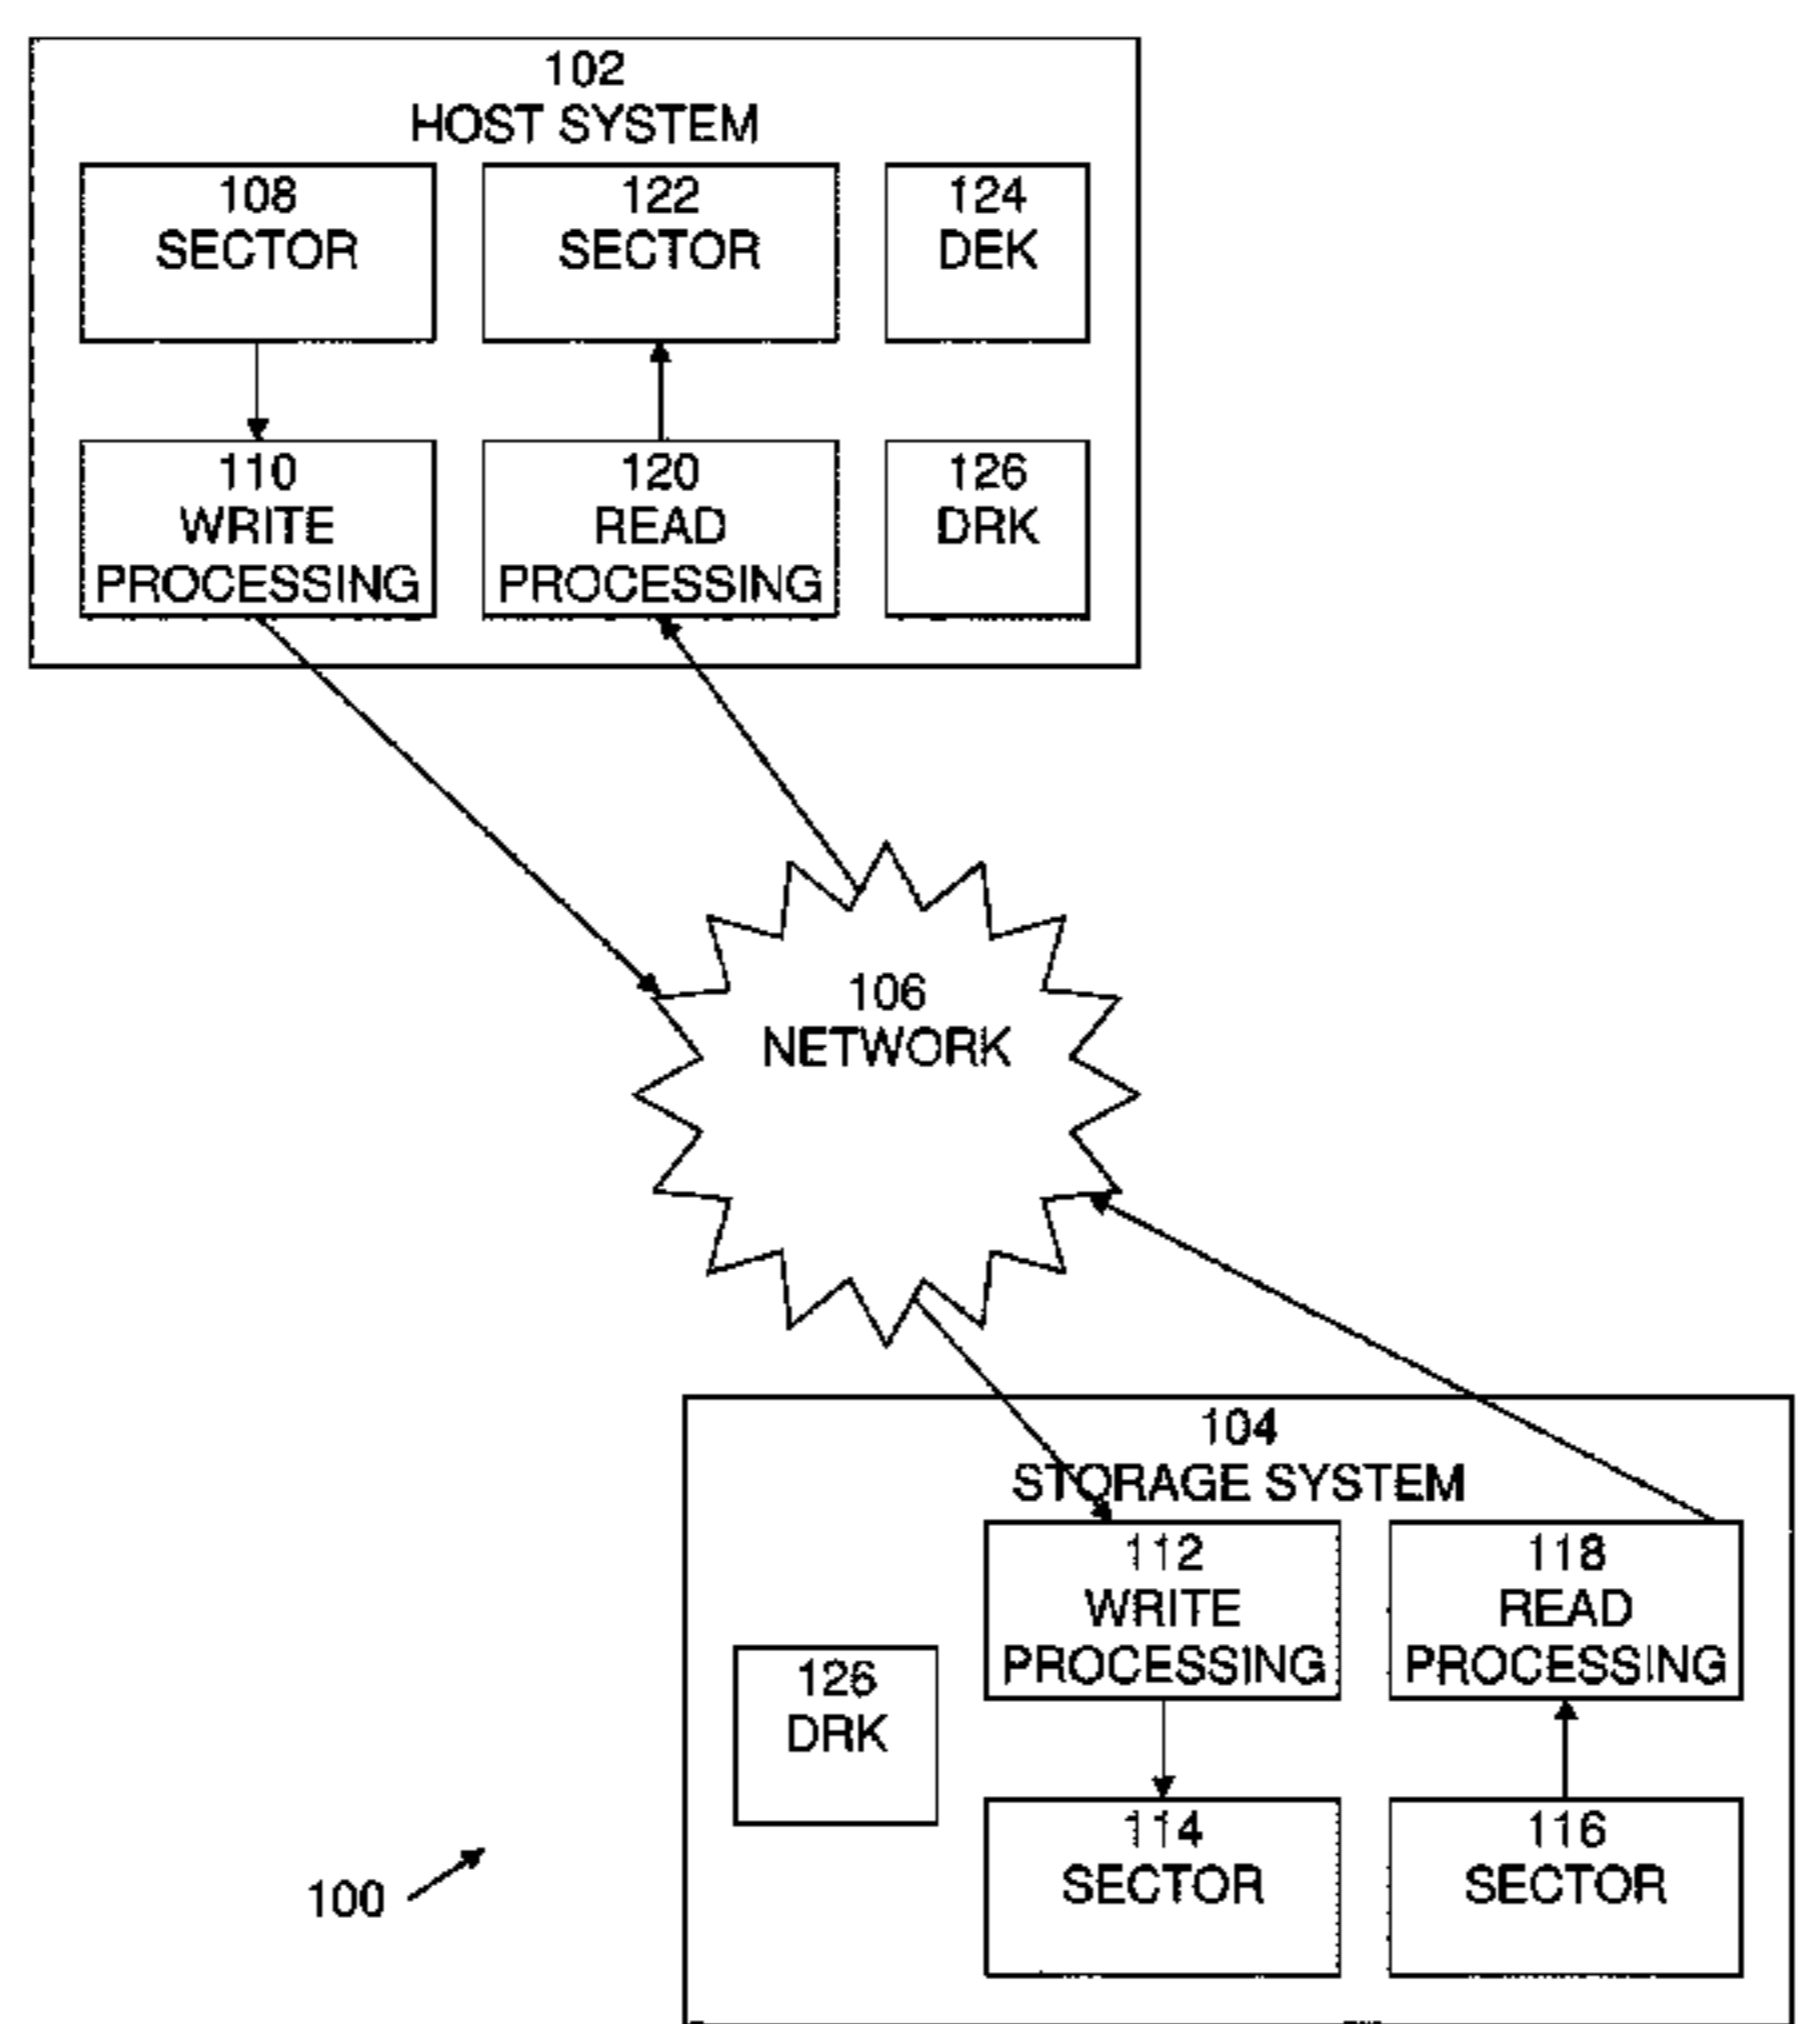 102
HOST SYSTEM
108
SECTOR
122
SECTOR
124
DEK
110
WRITE
PROCESSING
120
READ
PROCESSING
126
DRK
106
NETWORK
104
STORAGE SYSTEM
112
WRITE
PROCESSING
118
READ
PROCESSING
126
DRK
114
SECTOR
116
SECTOR
100